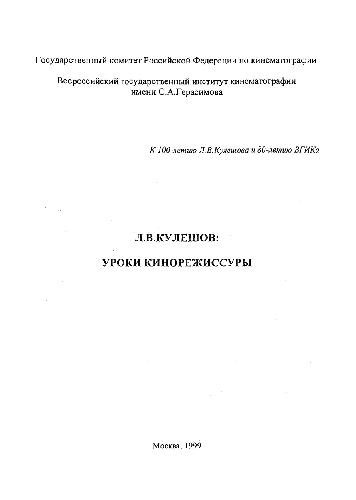 Государственный комитет Российской Федерации по кинематографии
Всероссийский государственный институт кинематографии
имени С.А.Герасимова
К 100-летию Л.В.Кулешова и 80-летию ВГИКа
Л.В.КУЛЕШОВ:
УРОКИ КИНОРЕЖИССУРЫ
Москва, 1999